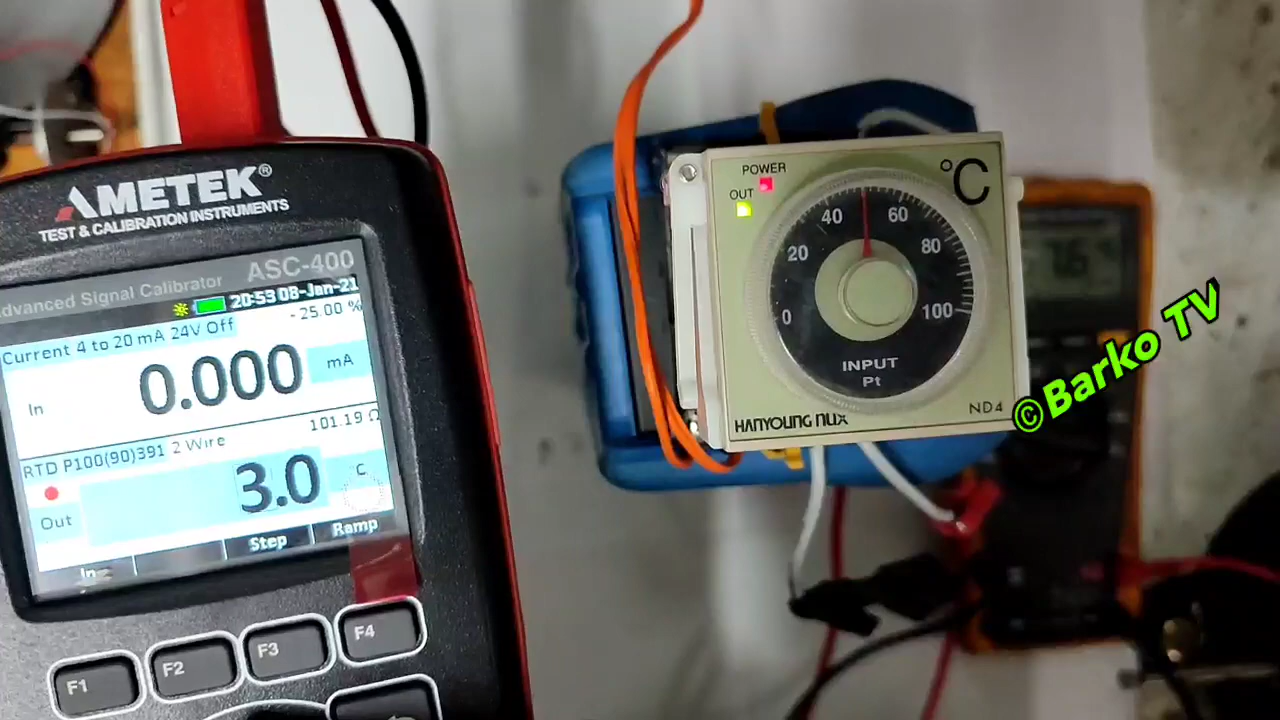 AMETEK®
TEST & CALIBRATION INSTRUMENTS
Advanced Signal Calibrator ASC-400
20:53 08-Jan-21
Current 4 to 20 mA 24V Off -25.00 %
In 0.000 mA
101.19 Ω
RTD P100(90)391 2 Wire
Out 3.0 °C
Step Ramp
F1 F2 F3 F4
POWER
OUT
°C
0 20 40 60 80 100
INPUT
Pt
HANYOUNG NUX ND4
©Barko TV